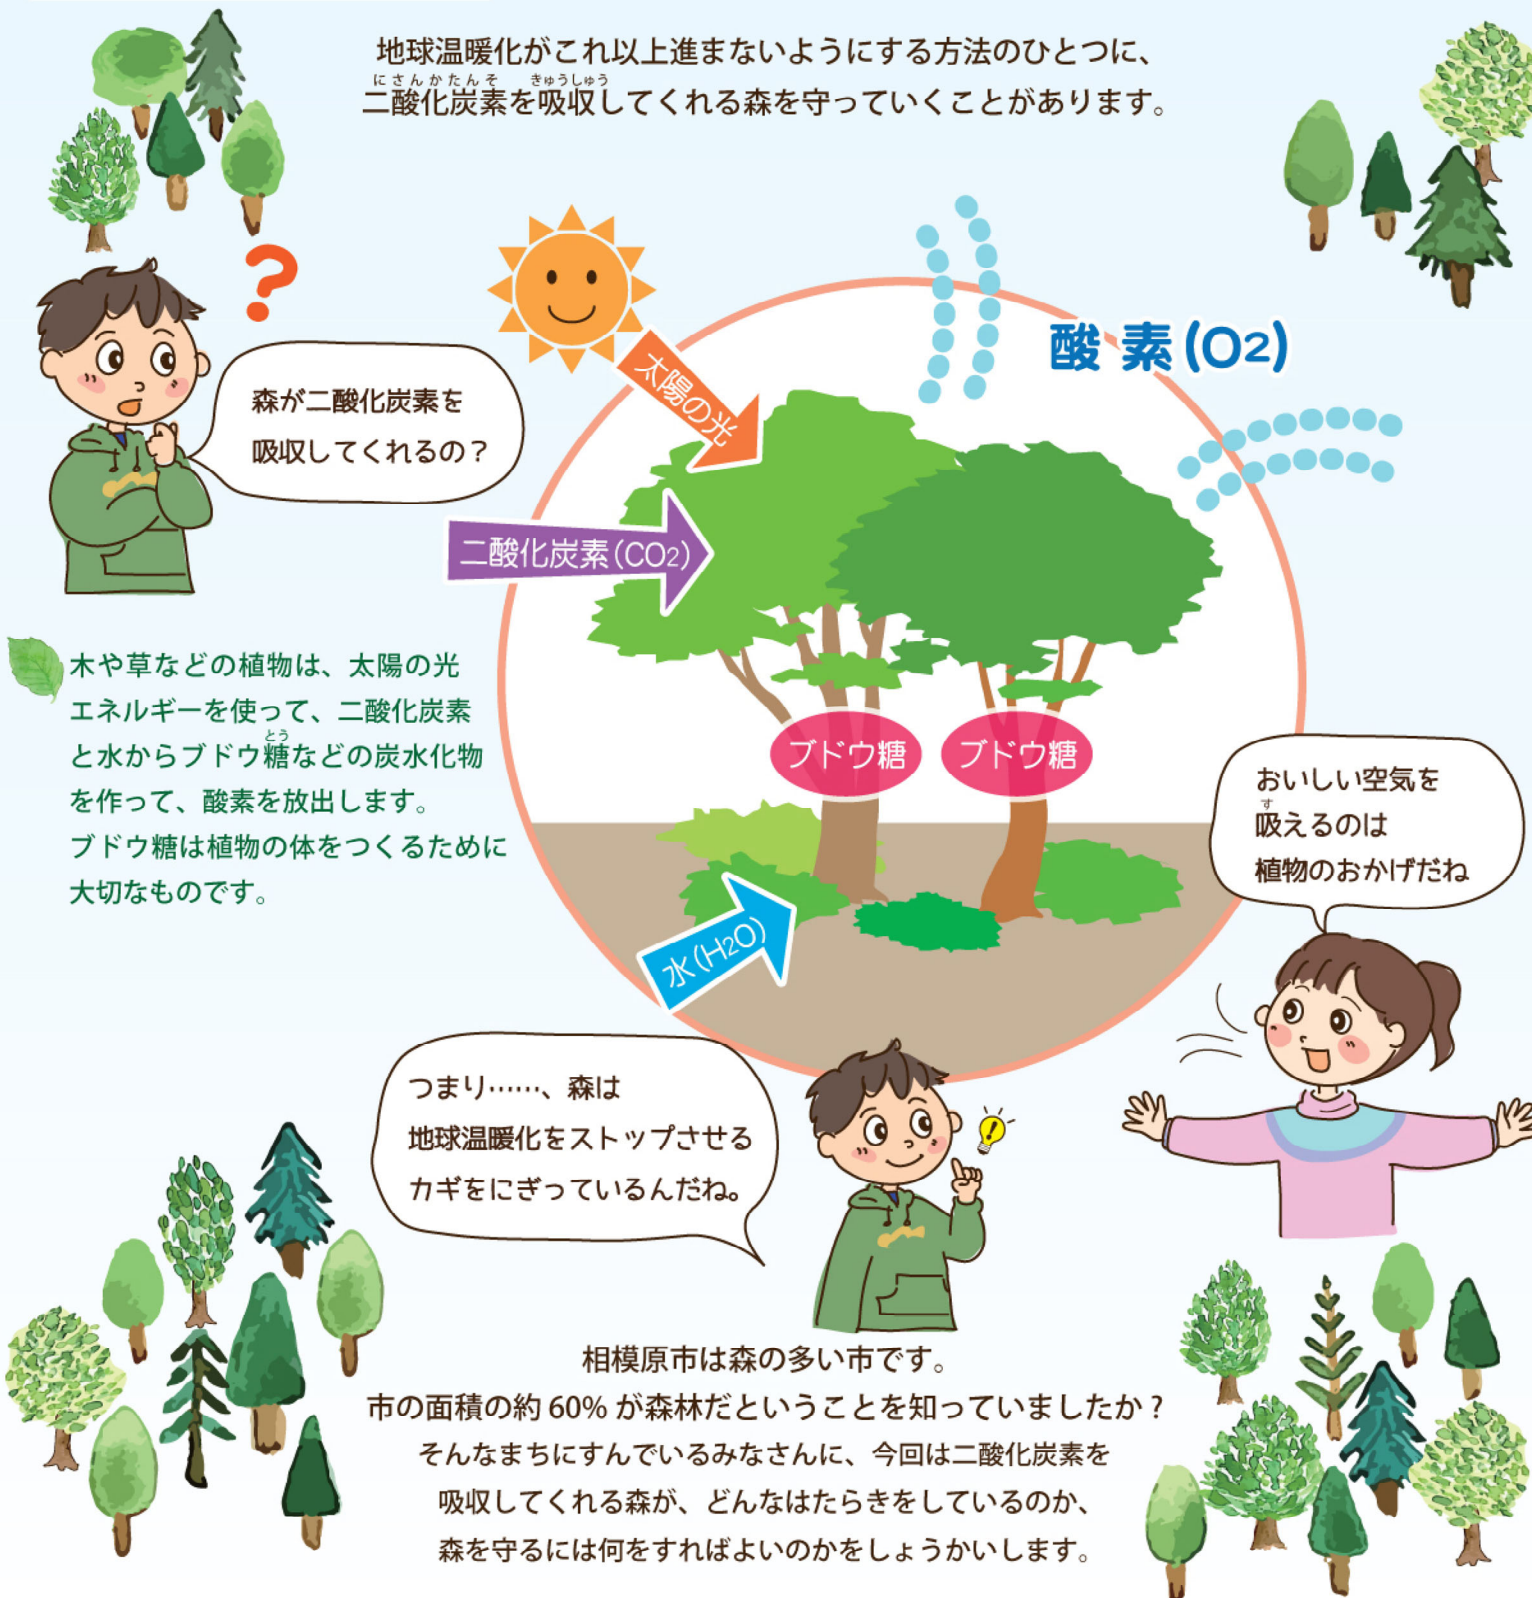 地球温暖化がこれ以上進まないようにする方法のひとつに、
にさんかたんそ きゅうしゅう
二酸化炭素を吸収してくれる森を守っていくことがあります。
?
森が二酸化炭素を
吸収してくれるの？
太陽の光
酸素(O2)
二酸化炭素(CO2)
木や草などの植物は、太陽の光
エネルギーを使って、二酸化炭素
とう
と水からブドウ糖などの炭水化物
を作って、酸素を放出します。
ブドウ糖は植物の体をつくるために
大切なものです。
ブドウ糖
ブドウ糖
水(H2O)
おいしい空気を
す
吸えるのは
植物のおかげだね
つまり……、森は
地球温暖化をストップさせる
カギをにぎっているんだね。
!
相模原市は森の多い市です。
市の面積の約60%が森林だということを知っていましたか？
そんなまちにすんでいるみなさんに、今回は二酸化炭素を
吸収してくれる森が、どんなはたらきをしているのか、
森を守るには何をすればよいのかをしょうかいします。